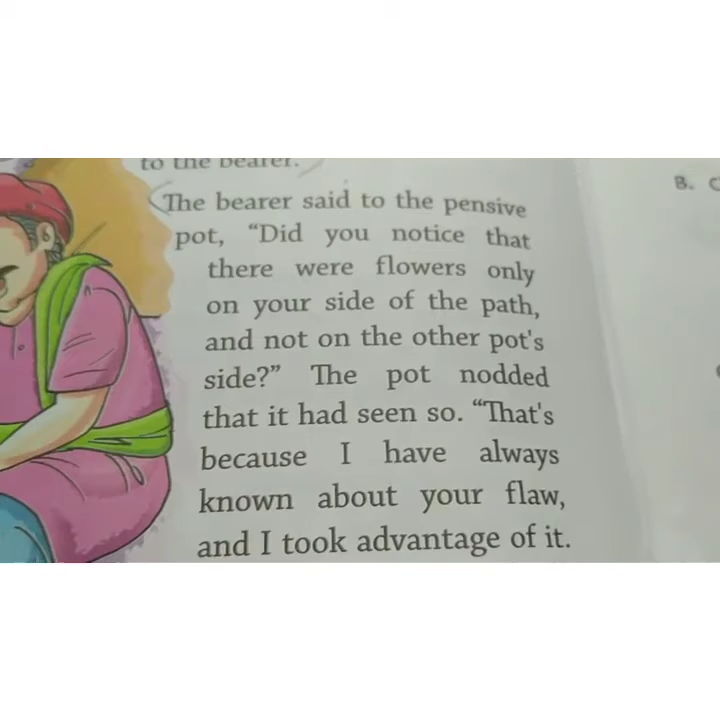 to the bearer.
The bearer said to the pensive
pot, “Did you notice that
there were flowers only
on your side of the path,
and not on the other pot's
side?” The pot nodded
that it had seen so. “That's
because I have always
known about your flaw,
and I took advantage of it.
B.